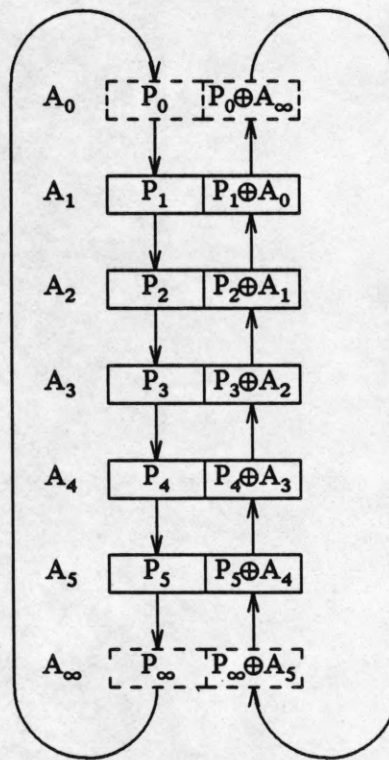 A₀ P₀ P₀⊕A∞
A₁ P₁ P₁⊕A₀
A₂ P₂ P₂⊕A₁
A₃ P₃ P₃⊕A₂
A₄ P₄ P₄⊕A₃
A₅ P₅ P₅⊕A₄
A∞ P∞ P∞⊕A₅